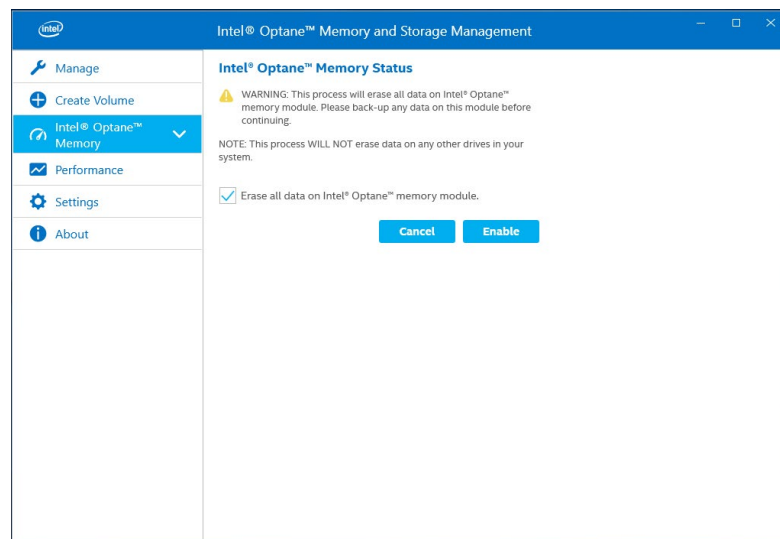 intel
Intel® Optane™ Memory and Storage Management
Manage
Create Volume
Intel® Optane™
Memory
Performance
Settings
About
Intel® Optane™ Memory Status
WARNING: This process will erase all data on Intel® Optane™
memory module. Please back-up any data on this module before
continuing.
NOTE: This process WILL NOT erase data on any other drives in your
system.
Erase all data on Intel® Optane™ memory module.
Cancel
Enable